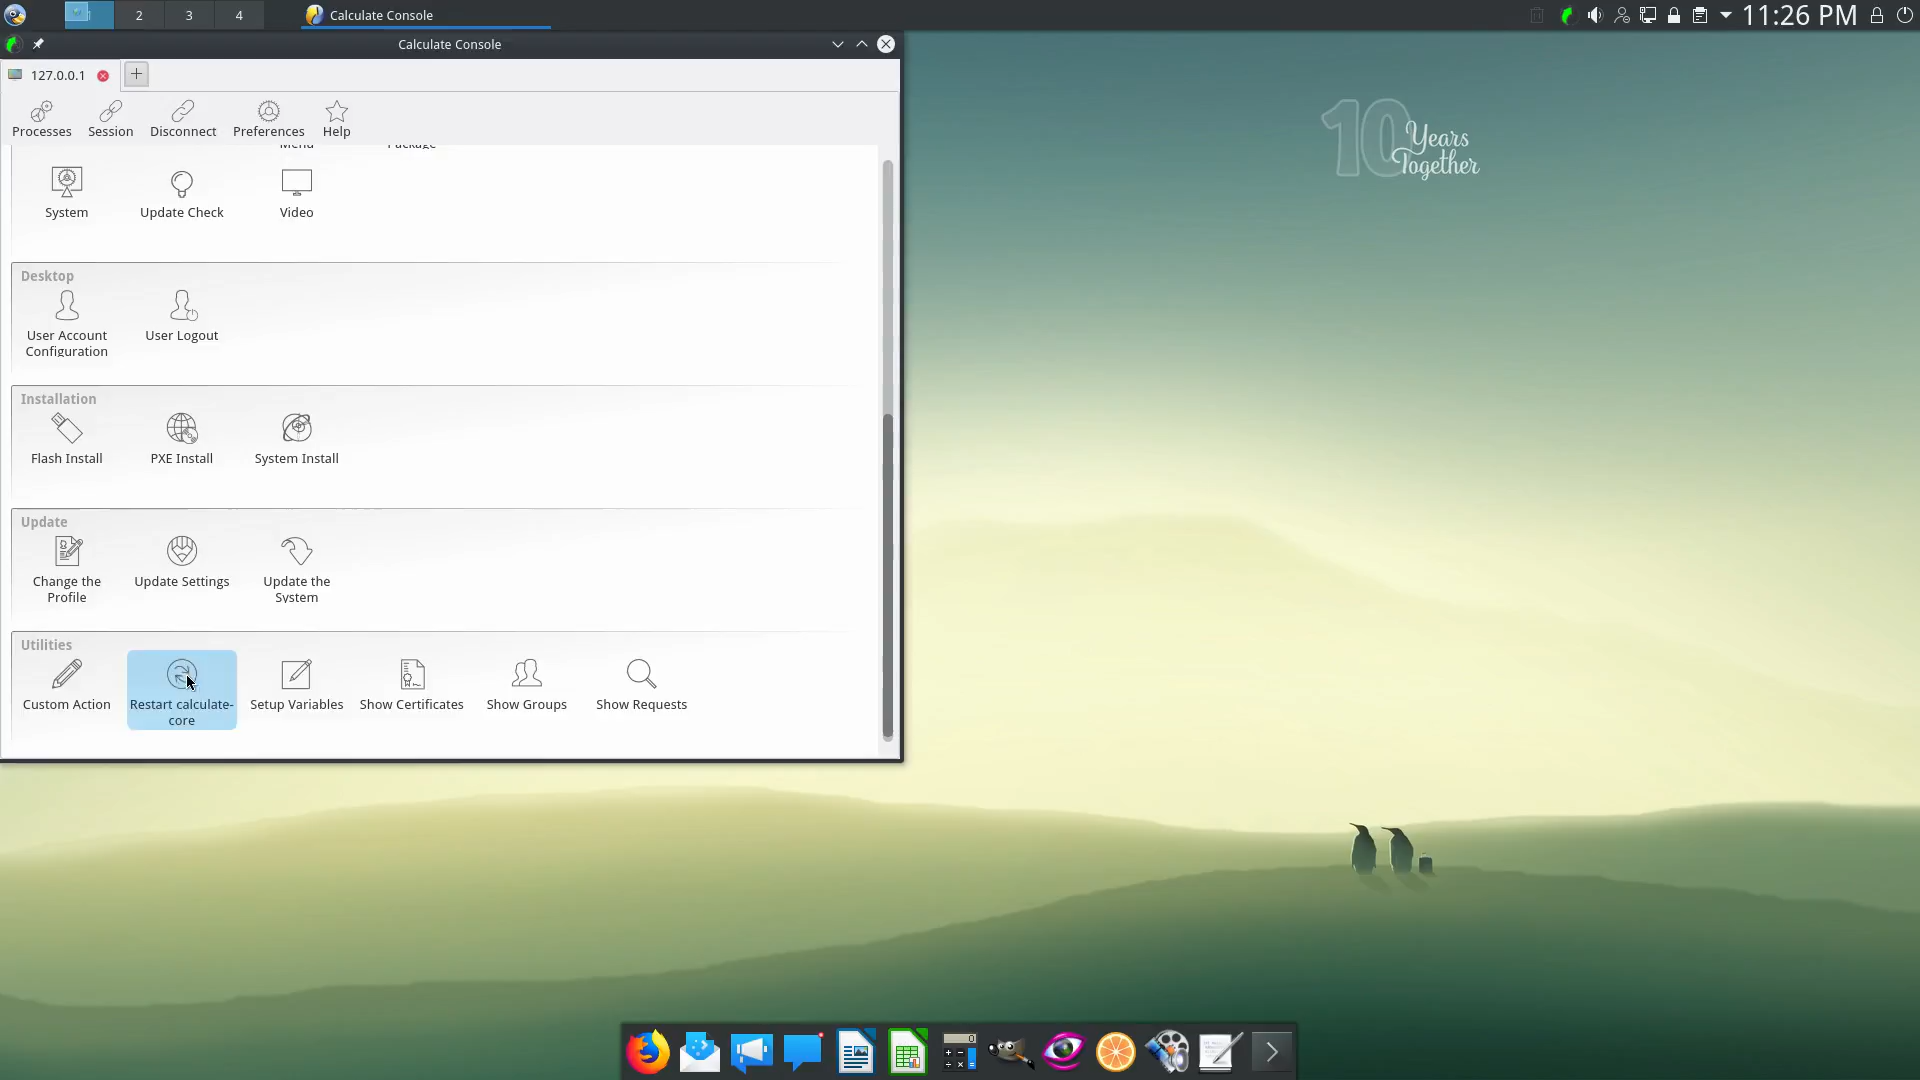 1 2 3 4 Calculate Console 11:26 PM
Calculate Console
127.0.0.1 +
Processes Session Disconnect Preferences Help
Menu Package
System Update Check Video
Desktop
User Account Configuration User Logout
Installation
Flash Install PXE Install System Install
Update
Change the Profile Update Settings Update the System
Utilities
Custom Action Restart calculate-core Setup Variables Show Certificates Show Groups Show Requests
10 Years
Together